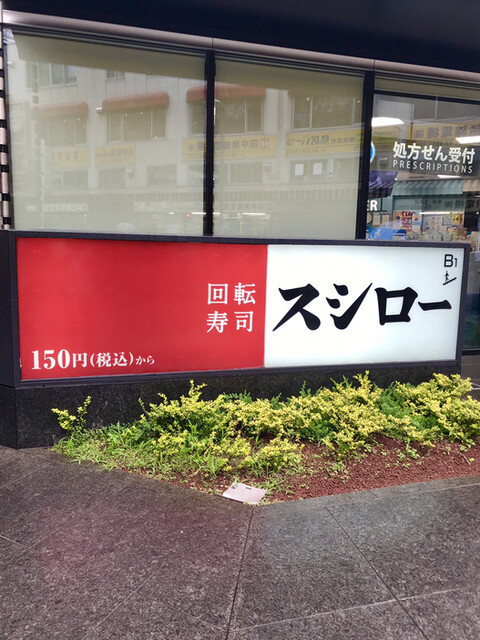 処方せん受付
PRESCRIPTIONS
B1
回転
寿司
スシロー
150円(税込)から